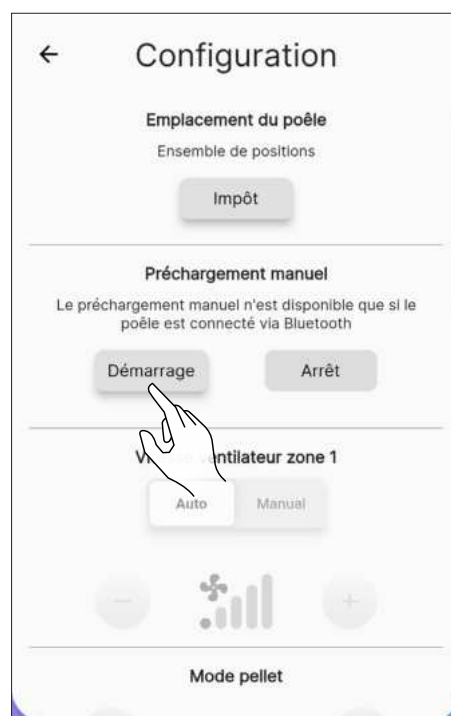 Configuration
Emplacement du poêle
Ensemble de positions
Impôt
Préchargement manuel
Le préchargement manuel n'est disponible que si le
poêle est connecté via Bluetooth
Démarrage Arrêt
ventilateur zone 1
Auto Manual
Mode pellet